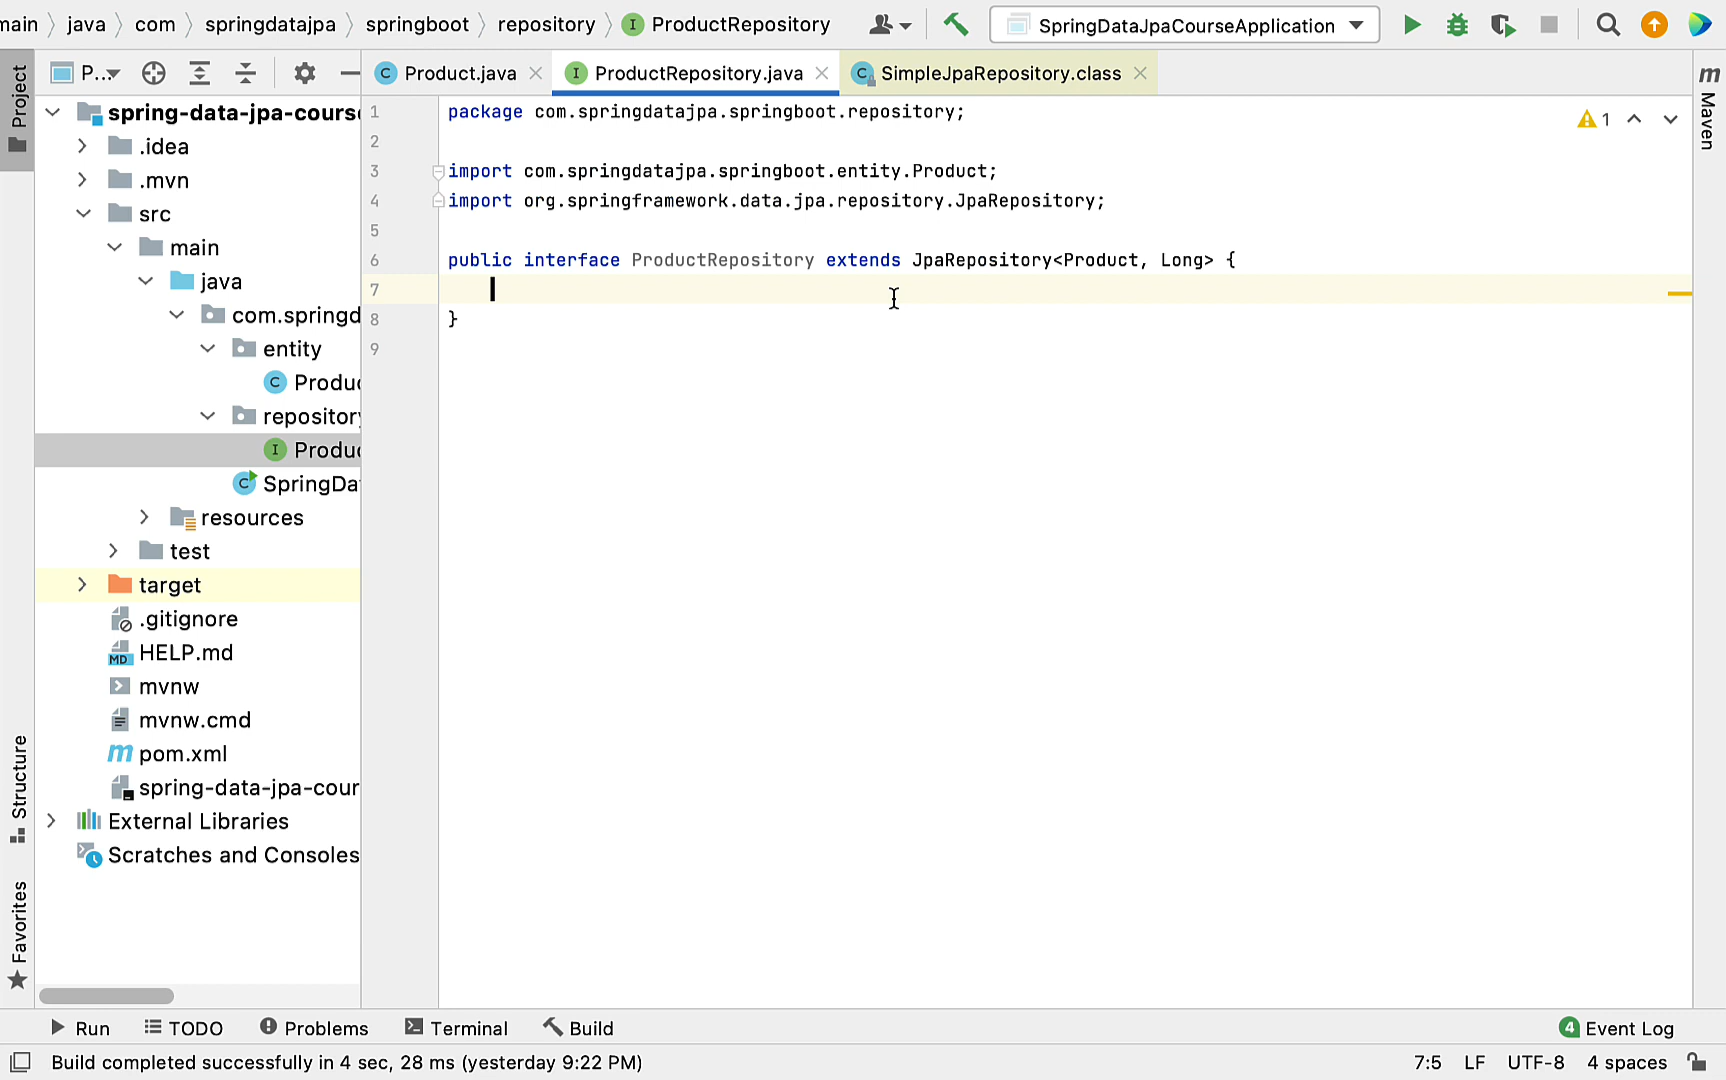 main java com springdatajpa springboot repository I ProductRepository SpringDataJpaCourseApplication
Project
P... C Product.java I ProductRepository.java C SimpleJpaRepository.class
m Maven
spring-data-jpa-cours
.idea
.mvn
src
main
java
com.springd
entity
C Produc
repository
I Produc
C SpringDa
resources
test
target
.gitignore
MD HELP.md
mvnw
mvnw.cmd
m pom.xml
spring-data-jpa-cour
External Libraries
Scratches and Consoles
Structure
Favorites
1 package com.springdatajpa.springboot.repository;
2
3 import com.springdatajpa.springboot.entity.Product;
4 import org.springframework.data.jpa.repository.JpaRepository;
5
6 public interface ProductRepository extends JpaRepository<Product, Long> {
7
8 }
9
1
Run TODO Problems Terminal Build 4 Event Log
Build completed successfully in 4 sec, 28 ms (yesterday 9:22 PM) 7:5 LF UTF-8 4 spaces